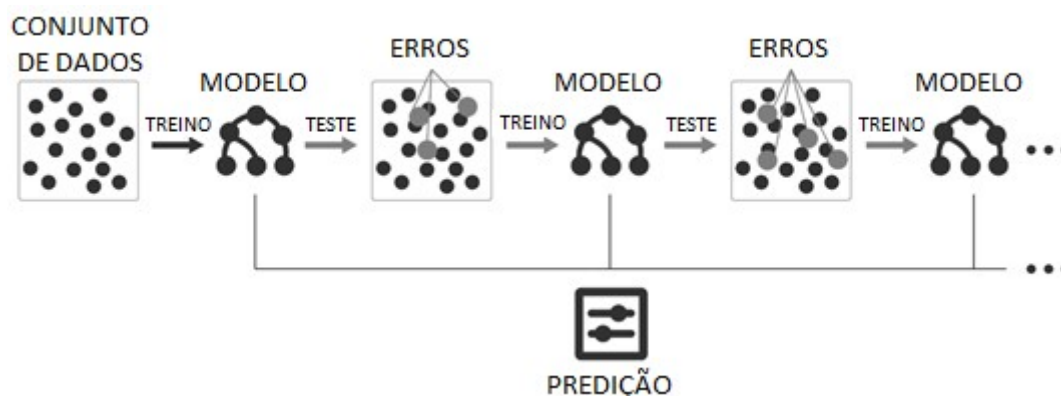 CONJUNTO
DE DADOS
TREINO
MODELO
TESTE
ERROS
TREINO
MODELO
TESTE
ERROS
TREINO
MODELO
PREDIÇÃO